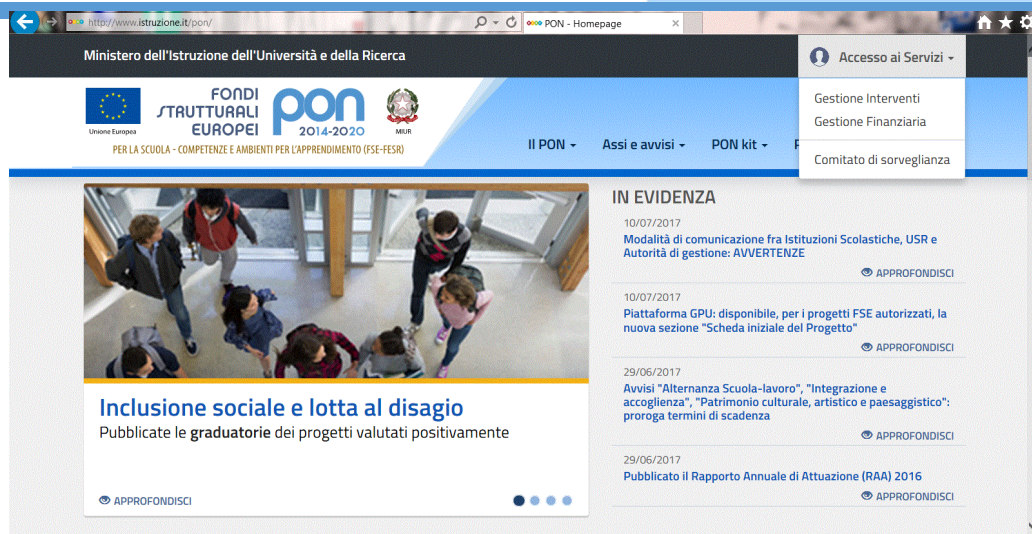 http://www.istruzione.it/pon/
PON - Homepage
Ministero dell'Istruzione dell'Università e della Ricerca
Accesso ai Servizi
Gestione Interventi
Gestione Finanziaria
Comitato di sorveglianza
Unione Europea
FONDI
STRUTTURALI
EUROPEI
pon
2014-2020
MIUR
PER LA SCUOLA - COMPETENZE E AMBIENTI PER L'APPRENDIMENTO (FSE-FESR)
Il PON
Assi e avvisi
PON kit
IN EVIDENZA
10/07/2017
Modalità di comunicazione fra Istituzioni Scolastiche, USR e
Autorità di gestione: AVVERTENZE
APPROFONDISCI
10/07/2017
Piattaforma GPU: disponibile, per i progetti FSE autorizzati, la
nuova sezione "Scheda iniziale del Progetto"
APPROFONDISCI
29/06/2017
Avvisi "Alternanza Scuola-lavoro", "Integrazione e
accoglienza", "Patrimonio culturale, artistico e paesaggistico":
proroga termini di scadenza
APPROFONDISCI
29/06/2017
Pubblicato il Rapporto Annuale di Attuazione (RAA) 2016
APPROFONDISCI
Inclusione sociale e lotta al disagio
Pubblicate le graduatorie dei progetti valutati positivamente
APPROFONDISCI